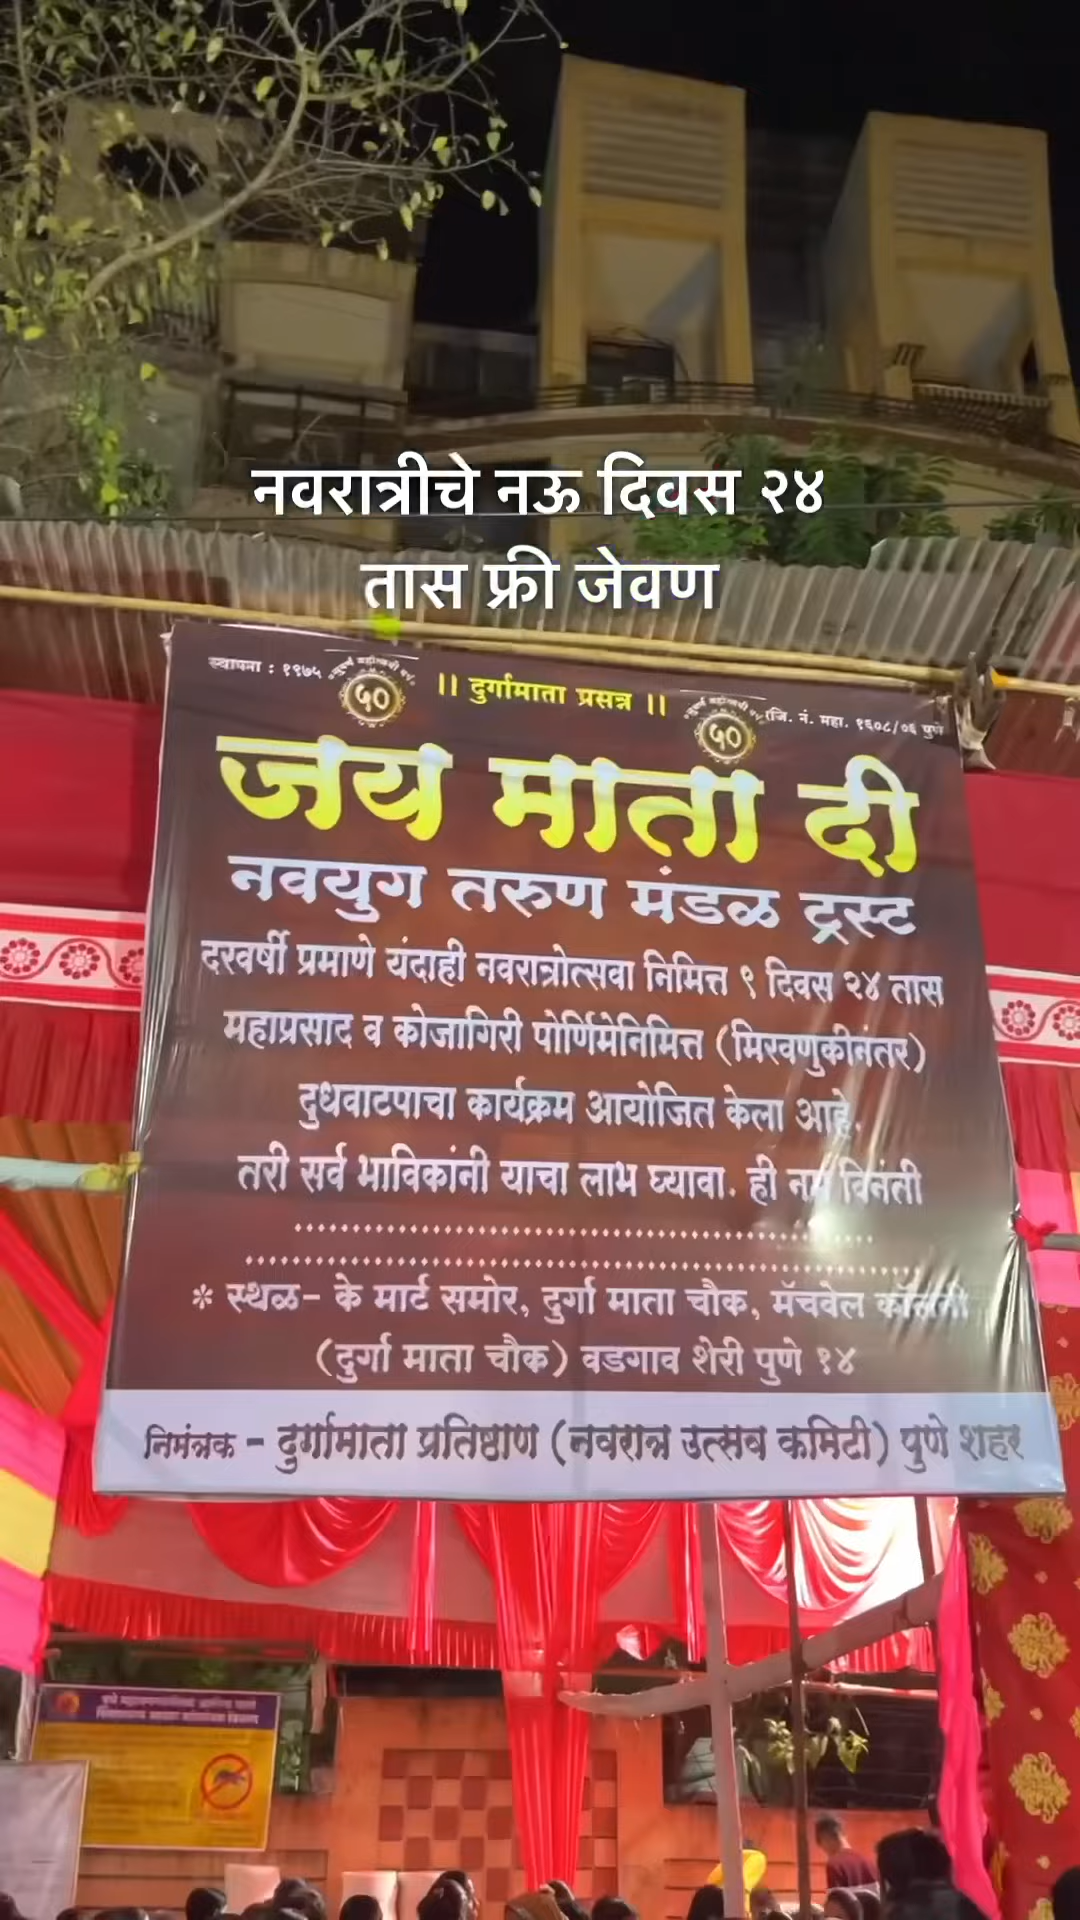 नवरात्रीचे नऊ दिवस २४
तास फ्री जेवण
स्थापना : १९७५
५०
|| दुर्गामाता प्रसन्न ||
५०
रजि. नं. महा. १६०८/०६ पुणे
जय माता दी
नवयुग तरुण मंडळ ट्रस्ट
दरवर्षी प्रमाणे यंदाही नवरात्रोत्सवा निमित्त ९ दिवस २४ तास
महाप्रसाद व कोजागिरी पोर्णिमेनिमित्त (मिरवणुकीनंतर)
दुधवाटपाचा कार्यक्रम आयोजित केला आहे.
तरी सर्व भाविकांनी याचा लाभ घ्यावा. ही नम्र विनंती
* स्थळ- के मार्ट समोर, दुर्गा माता चौक, मॅचवेल कॉलनी
(दुर्गा माता चौक) वडगाव शेरी पुणे १४
निमंत्रक - दुर्गामाता प्रतिष्ठाण (नवरात्र उत्सव कमिटी) पुणे शहर